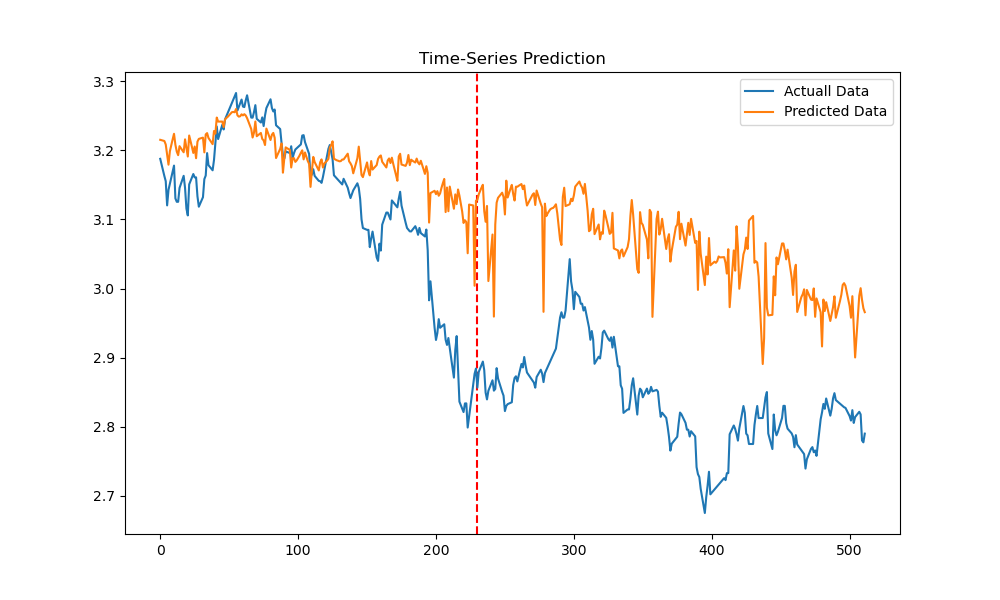 Time-Series Prediction
Actuall Data
Predicted Data
3.3
3.2
3.1
3.0
2.9
2.8
2.7
0 100 200 300 400 500